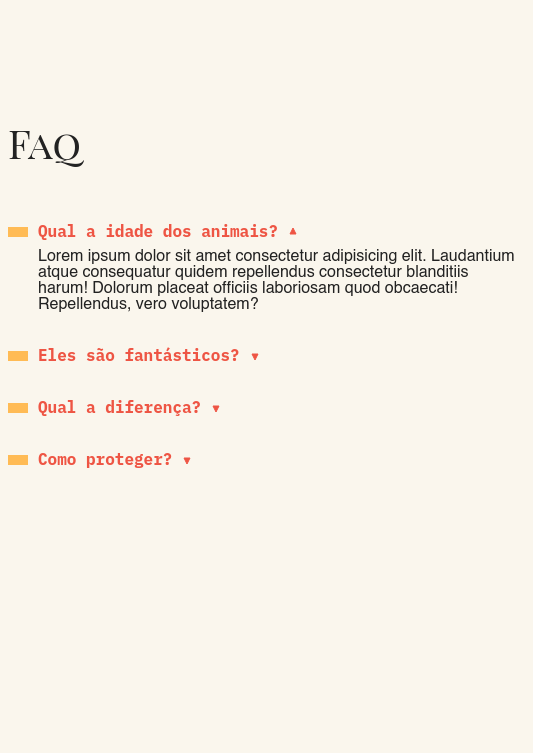 FAQ
Qual a idade dos animais? ▲
Lorem ipsum dolor sit amet consectetur adipisicing elit. Laudantium
atque consequatur quidem repellendus consectetur blanditiis
harum! Dolorum placeat officiis laboriosam quod obcaecati!
Repellendus, vero voluptatem?
Eles são fantásticos? ▼
Qual a diferença? ▼
Como proteger? ▼